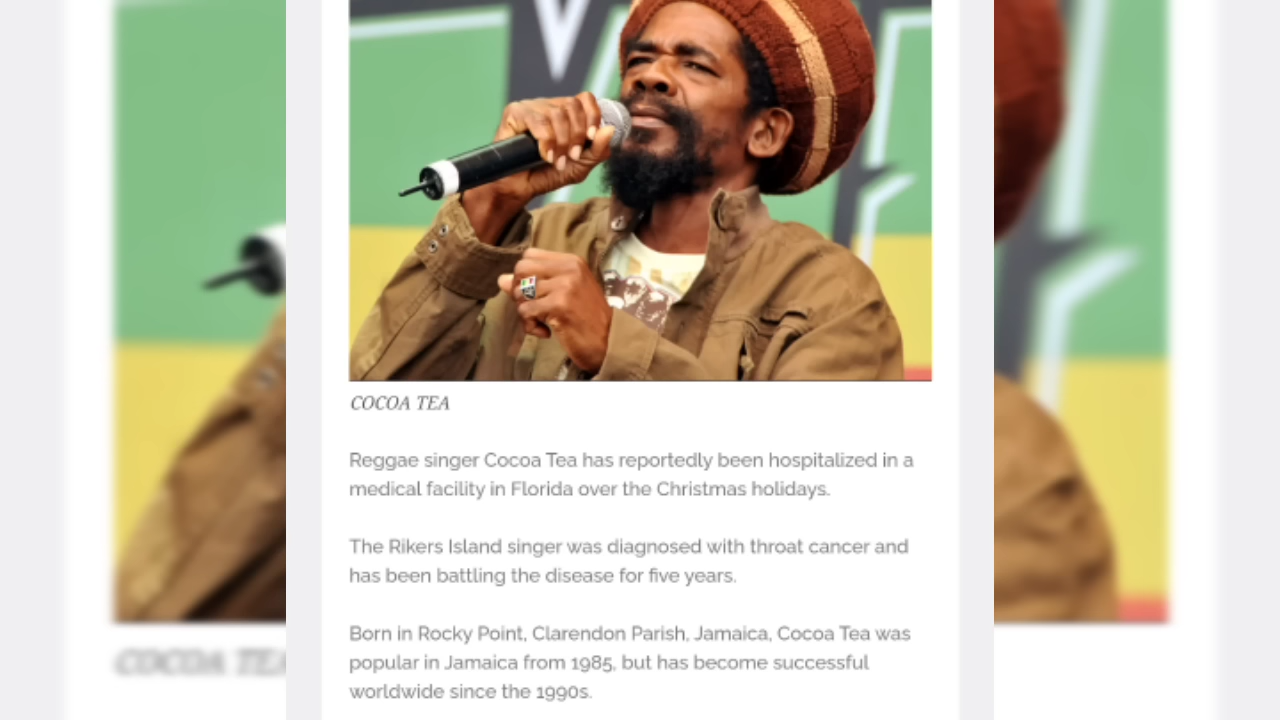 COCOA TEA
Reggae singer Cocoa Tea has reportedly been hospitalized in a
medical facility in Florida over the Christmas holidays.
The Rikers Island singer was diagnosed with throat cancer and
has been battling the disease for five years.
Born in Rocky Point, Clarendon Parish, Jamaica, Cocoa Tea was
popular in Jamaica from 1985, but has become successful
worldwide since the 1990s.
COCOA TEA